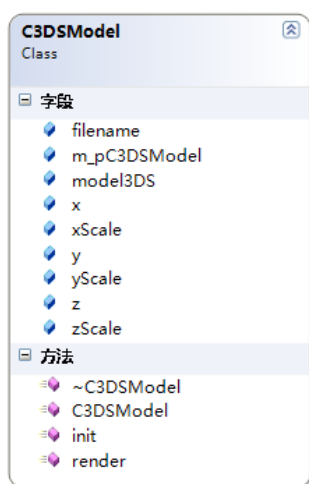 C3DSModel
Class
字段
filename
m_pC3DSModel
model3DS
x
xScale
y
yScale
z
zScale
方法
~C3DSModel
C3DSModel
init
render